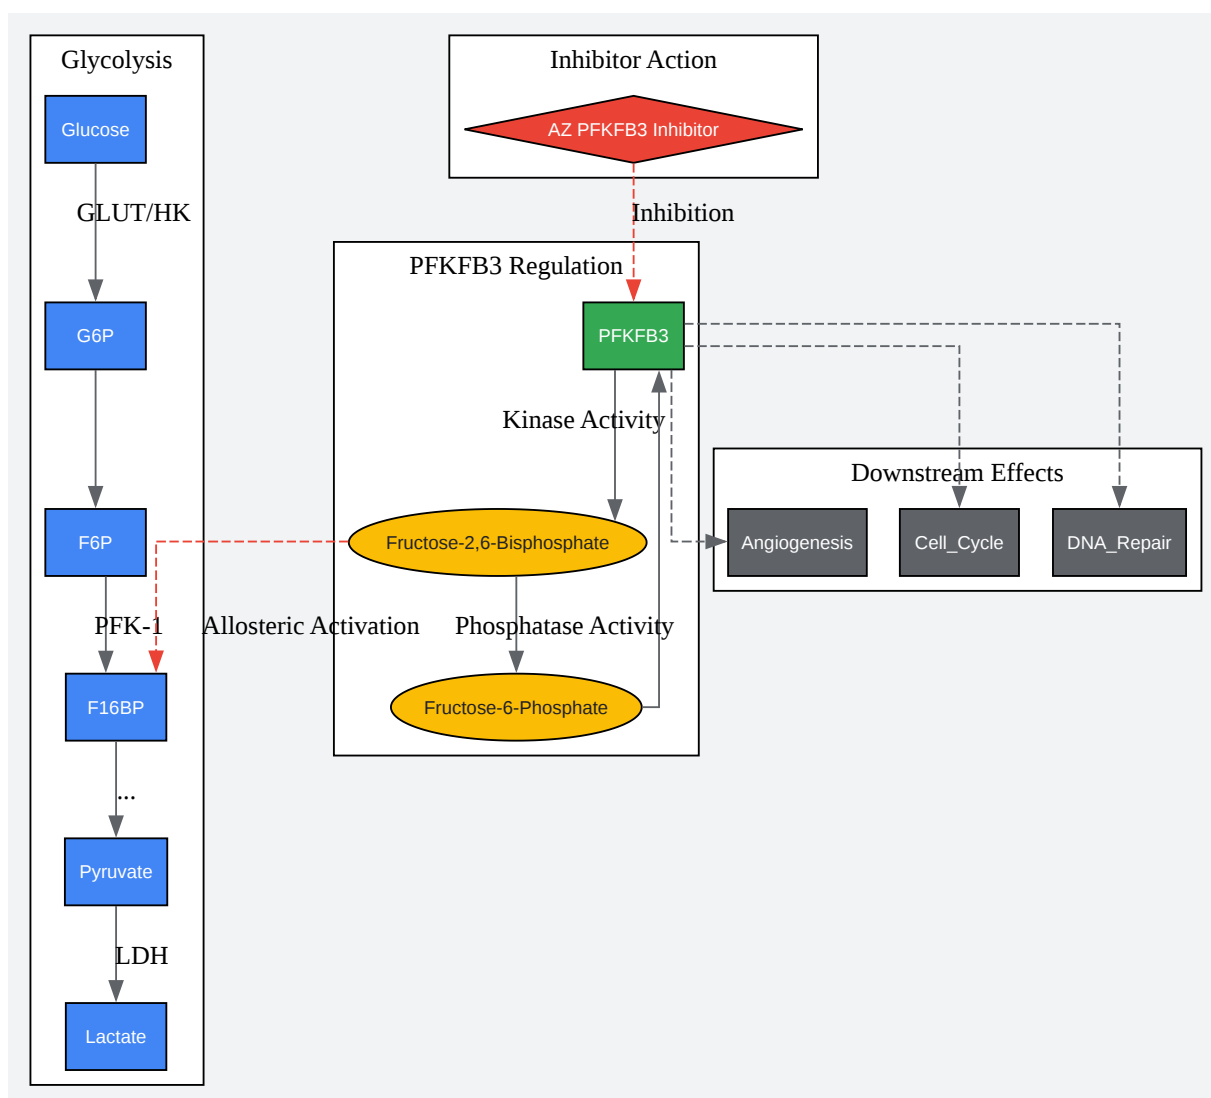 Glycolysis
Glucose
GLUT/HK
G6P
F6P
PFK-1
F16BP
...
Pyruvate
LDH
Lactate
Inhibitor Action
AZ PFKFB3 Inhibitor
Inhibition
PFKFB3 Regulation
PFKFB3
Kinase Activity
Fructose-2,6-Bisphosphate
Allosteric Activation
Phosphatase Activity
Fructose-6-Phosphate
Downstream Effects
Angiogenesis
Cell_Cycle
DNA_Repair